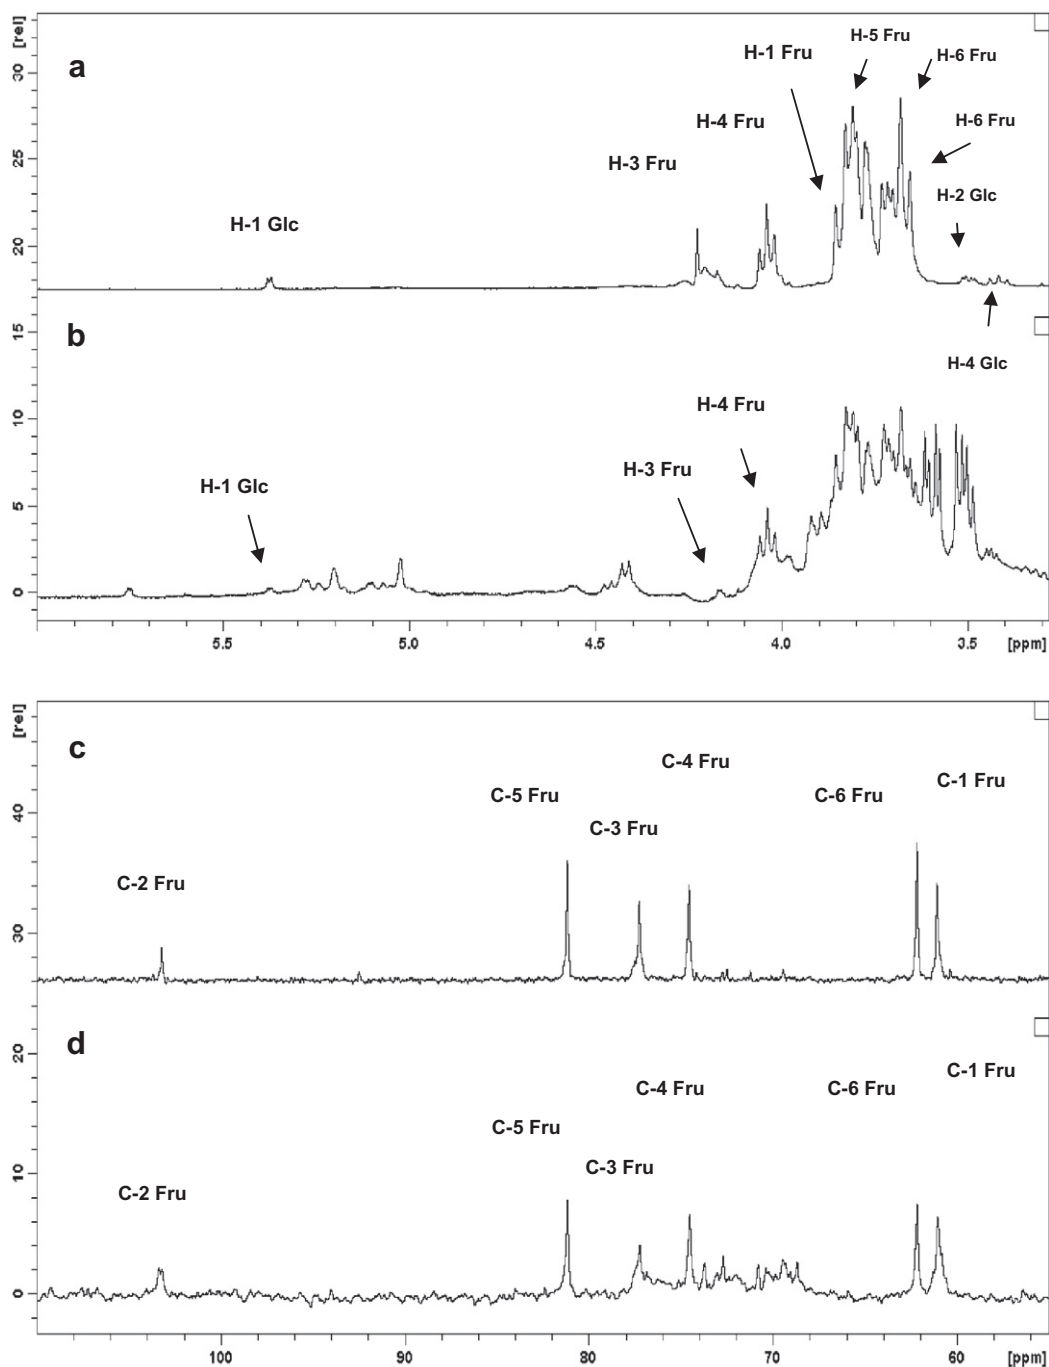 [rel]
a
H-1 Fru
H-5 Fru
H-6 Fru
H-4 Fru
H-6 Fru
H-3 Fru
H-2 Glc
H-1 Glc
30
25
20
b
H-4 Glc
H-4 Fru
H-3 Fru
H-1 Glc
15
10
5
0
5.5 5.0 4.5 4.0 3.5 [ppm]
[rel]
c
C-4 Fru
C-1 Fru
C-5 Fru
C-6 Fru
C-3 Fru
C-2 Fru
40
30
d
C-1 Fru
C-4 Fru
C-6 Fru
C-5 Fru
C-3 Fru
C-2 Fru
20
10
0
100 90 80 70 60 [ppm]